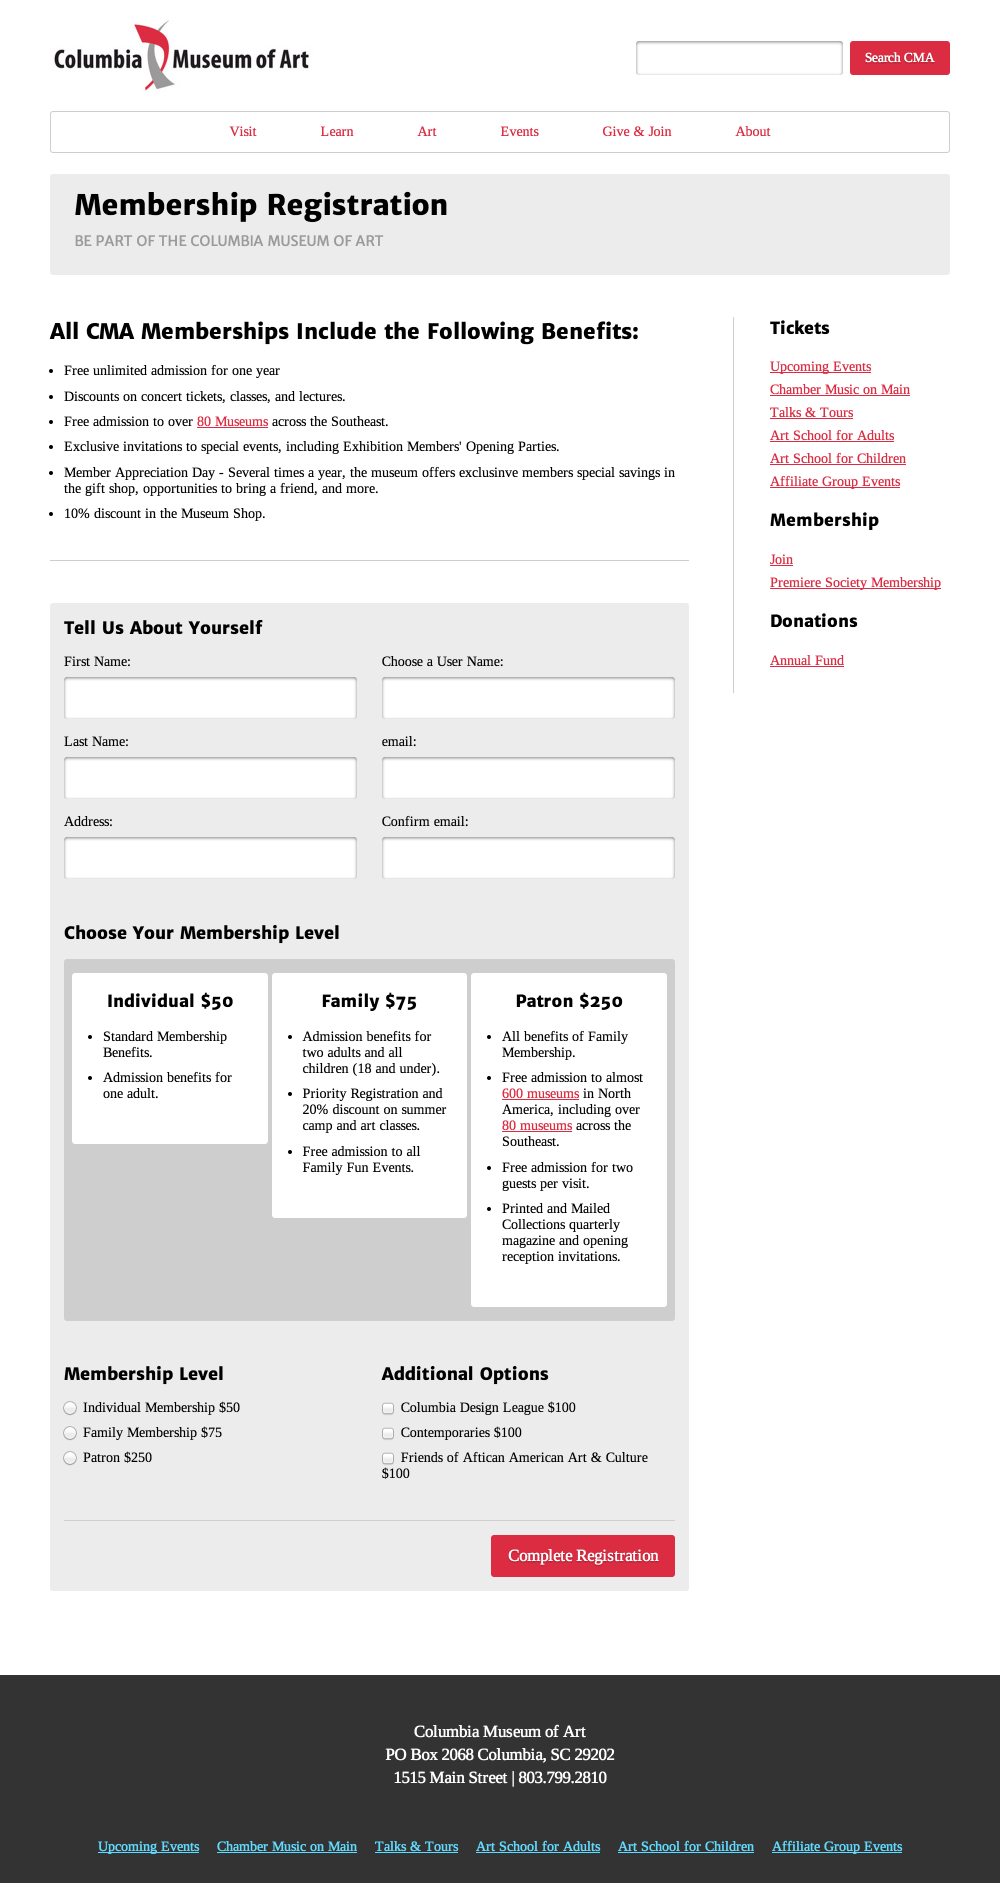 Columbia Museum of Art
Search CMA
Visit
Learn
Art
Events
Give & Join
About
Membership Registration
BE PART OF THE COLUMBIA MUSEUM OF ART
All CMA Memberships Include the Following Benefits:
Free unlimited admission for one year
Discounts on concert tickets, classes, and lectures.
Free admission to over 80 Museums across the Southeast.
Exclusive invitations to special events, including Exhibition Members' Opening Parties.
Member Appreciation Day - Several times a year, the museum offers exclusinve members special savings in
the gift shop, opportunities to bring a friend, and more.
10% discount in the Museum Shop.
Tickets
Upcoming Events
Chamber Music on Main
Talks & Tours
Art School for Adults
Art School for Children
Affiliate Group Events
Membership
Join
Premiere Society Membership
Donations
Annual Fund
Tell Us About Yourself
First Name:
Choose a User Name:
Last Name:
email:
Address:
Confirm email:
Choose Your Membership Level
Individual $50
Standard Membership
Benefits.
Admission benefits for
one adult.
Family $75
Admission benefits for
two adults and all
children (18 and under).
Priority Registration and
20% discount on summer
camp and art classes.
Free admission to all
Family Fun Events.
Patron $250
All benefits of Family
Membership.
Free admission to almost
600 museums in North
America, including over
80 museums across the
Southeast.
Free admission for two
guests per visit.
Printed and Mailed
Collections quarterly
magazine and opening
reception invitations.
Membership Level
Individual Membership $50
Family Membership $75
Patron $250
Additional Options
Columbia Design League $100
Contemporaries $100
Friends of Aftican American Art & Culture
$100
Complete Registration
Columbia Museum of Art
PO Box 2068 Columbia, SC 29202
1515 Main Street | 803.799.2810
Upcoming Events
Chamber Music on Main
Talks & Tours
Art School for Adults
Art School for Children
Affiliate Group Events